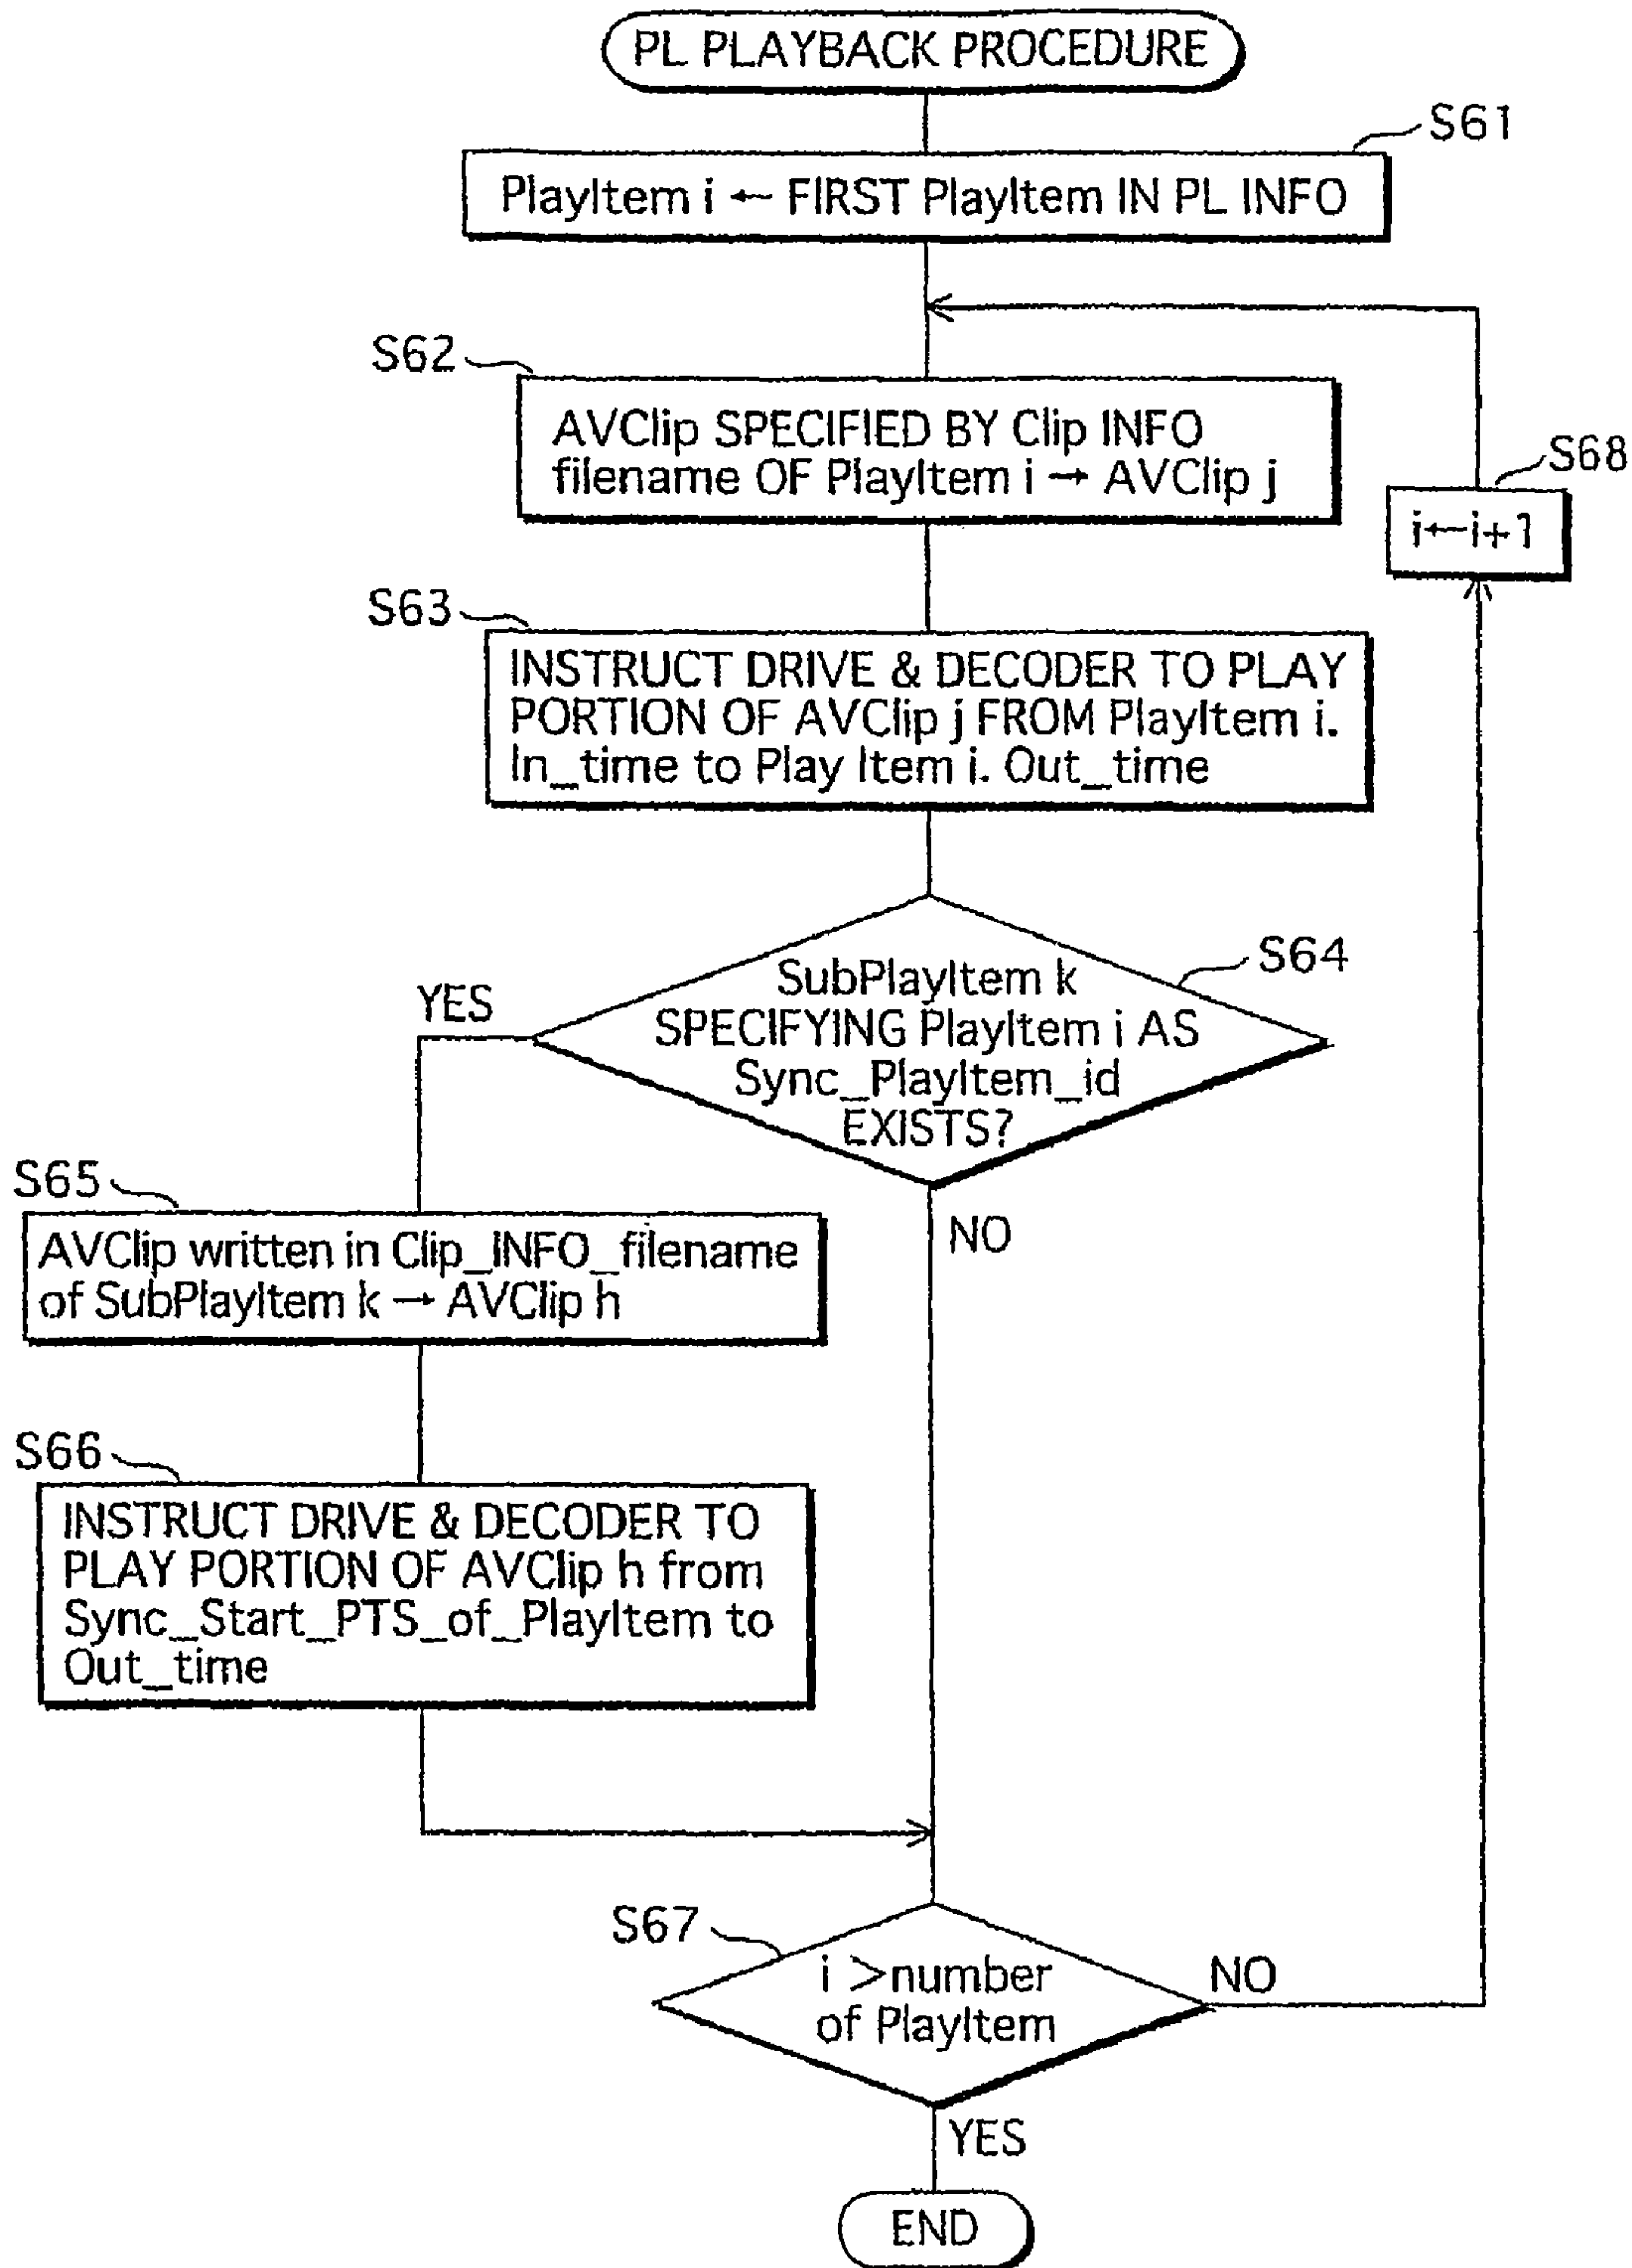 PL PLAYBACK PROCEDURE
S61
PlayItem i ← FIRST PlayItem IN PL INFO
S62
AVClip SPECIFIED BY Clip INFO
filename OF PlayItem i → AVClip j
S68
i←i+1
S63
INSTRUCT DRIVE & DECODER TO PLAY
PORTION OF AVClip j FROM PlayItem i.
In_time to Play Item i. Out_time
S64
SubPlayItem k
SPECIFYING PlayItem i AS
Sync_PlayItem_id
EXISTS?
YES
NO
S65
AVClip written in Clip_INFO_filename
of SubPlayItem k → AVClip h
S66
INSTRUCT DRIVE & DECODER TO
PLAY PORTION OF AVClip h from
Sync_Start_PTS_of_PlayItem to
Out_time
S67
i >number
of PlayItem
NO
YES
END